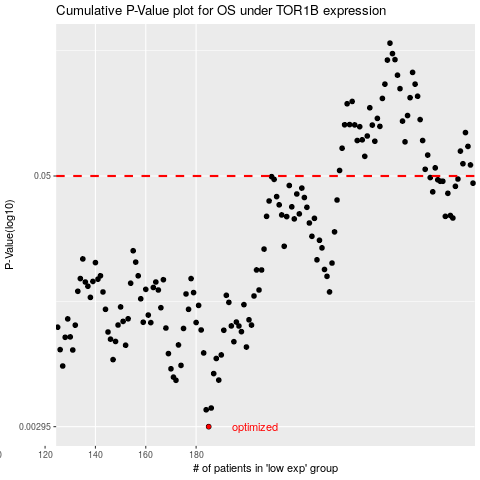 Cumulative P-Value plot for OS under TOR1B expression
P-Value(log10)
0.05
0.00295
optimized
0 120 140 160 180
# of patients in 'low exp' group